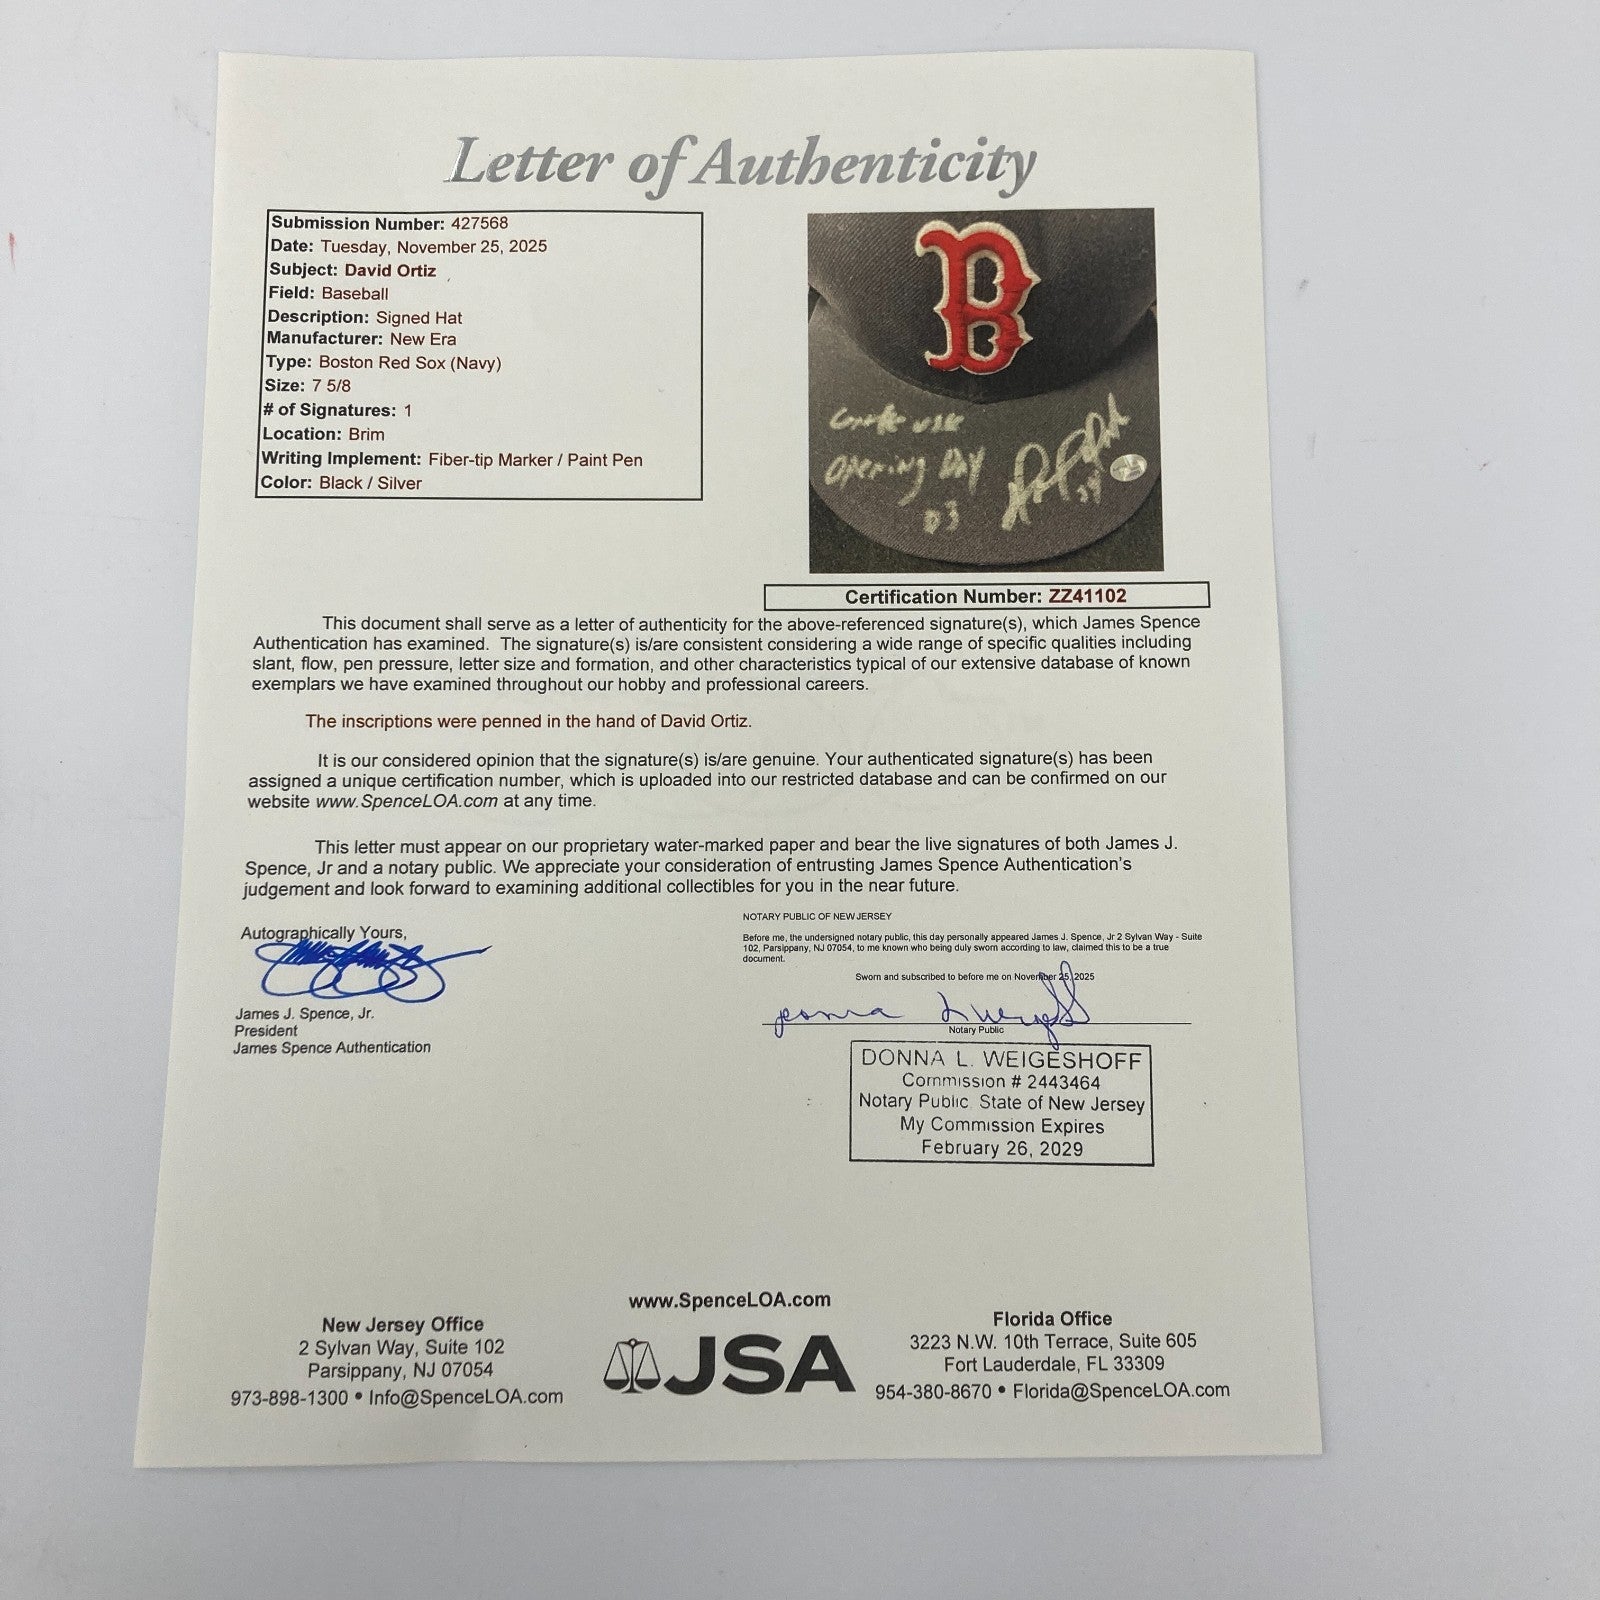 Letter of Authenticity
Submission Number: 427568
Date: Tuesday, November 25, 2025
Subject: David Ortiz
Field: Baseball
Description: Signed Hat
Manufacturer: New Era
Type: Boston Red Sox (Navy)
Size: 7 5/8
# of Signatures: 1
Location: Brim
Writing Implement: Fiber-tip Marker / Paint Pen
Color: Black / Silver
B
Opening Day
03
34
Certification Number: ZZ41102
This document shall serve as a letter of authenticity for the above-referenced signature(s), which James Spence
Authentication has examined. The signature(s) is/are consistent considering a wide range of specific qualities including
slant, flow, pen pressure, letter size and formation, and other characteristics typical of our extensive database of known
exemplars we have examined throughout our hobby and professional careers.
The inscriptions were penned in the hand of David Ortiz.
It is our considered opinion that the signature(s) is/are genuine. Your authenticated signature(s) has been
assigned a unique certification number, which is uploaded into our restricted database and can be confirmed on our
website www.SpenceLOA.com at any time.
This letter must appear on our proprietary water-marked paper and bear the live signatures of both James J.
Spence, Jr and a notary public. We appreciate your consideration of entrusting James Spence Authentication's
judgement and look forward to examining additional collectibles for you in the near future.
Autographically Yours,
James J. Spence, Jr.
President
James Spence Authentication
NOTARY PUBLIC OF NEW JERSEY
Before me, the undersigned notary public, this day personally appeared James J. Spence, Jr 2 Sylvan Way - Suite
102, Parsippany, NJ 07054, to me known who being duly sworn according to law, claimed this to be a true
document.
Sworn and subscribed to before me on November 25, 2025
Notary Public
DONNA L. WEIGESHOFF
Commission # 2443464
Notary Public, State of New Jersey
My Commission Expires
February 26, 2029
www.SpenceLOA.com
New Jersey Office
2 Sylvan Way, Suite 102
Parsippany, NJ 07054
973-898-1300 • Info@SpenceLOA.com
JSA
Florida Office
3223 N.W. 10th Terrace, Suite 605
Fort Lauderdale, FL 33309
954-380-8670 • Florida@SpenceLOA.com